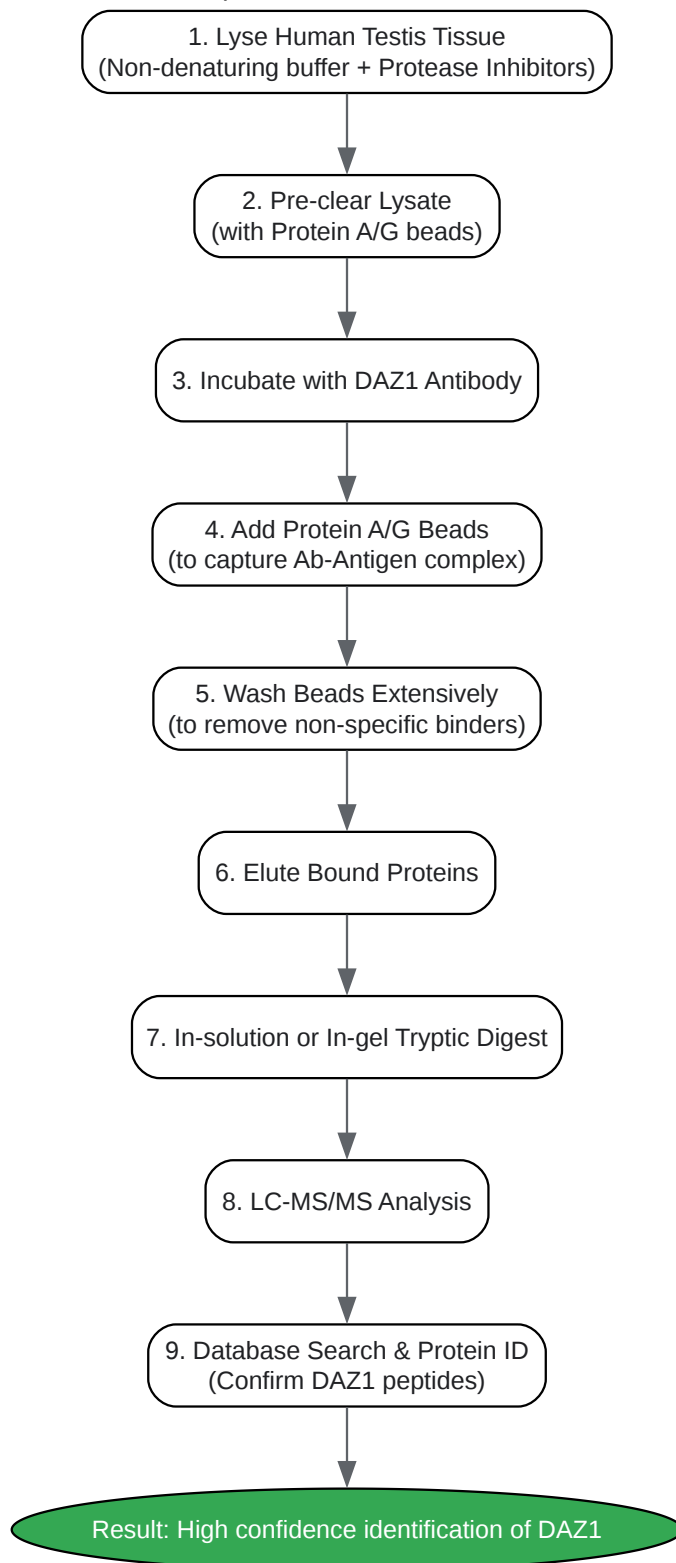 1. Lyse Human Testis Tissue
(Non-denaturing buffer + Protease Inhibitors)
2. Pre-clear Lysate
(with Protein A/G beads)
3. Incubate with DAZ1 Antibody
4. Add Protein A/G Beads
(to capture Ab-Antigen complex)
5. Wash Beads Extensively
(to remove non-specific binders)
6. Elute Bound Proteins
7. In-solution or In-gel Tryptic Digest
8. LC-MS/MS Analysis
9. Database Search & Protein ID
(Confirm DAZ1 peptides)
Result: High confidence identification of DAZ1